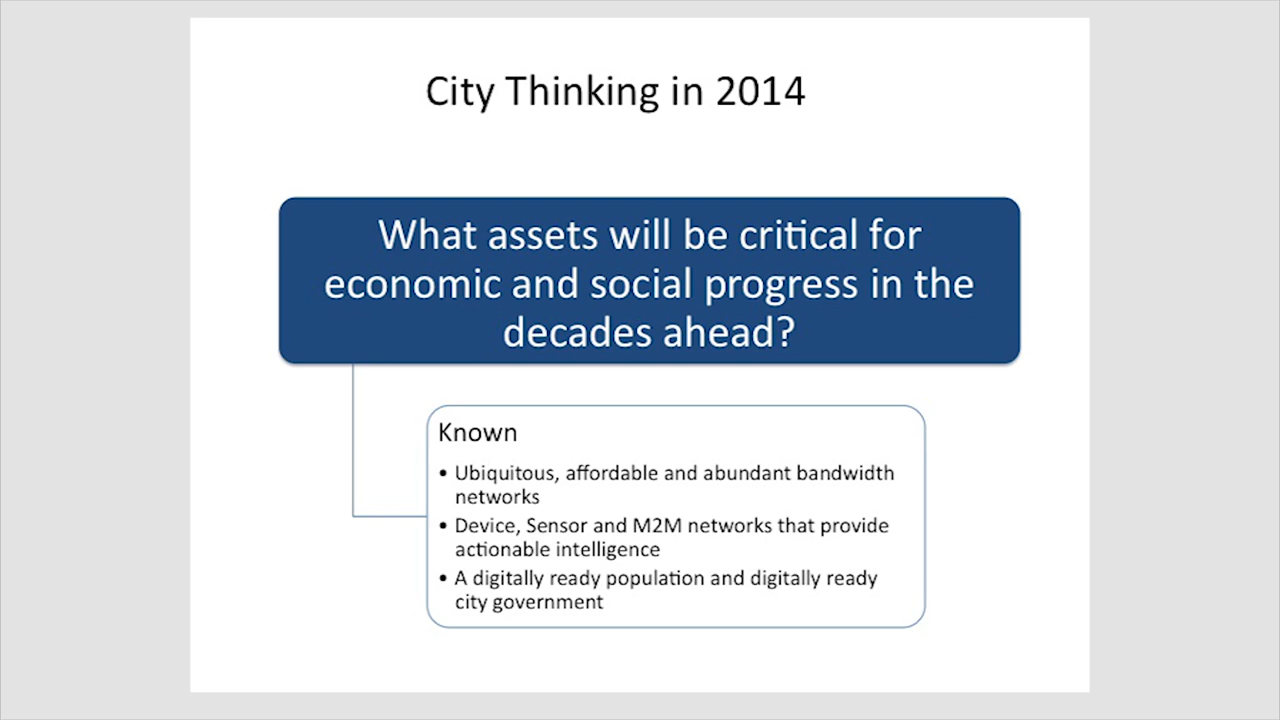 City Thinking in 2014
What assets will be critical for
economic and social progress in the
decades ahead?
Known
• Ubiquitous, affordable and abundant bandwidth
networks
• Device, Sensor and M2M networks that provide
actionable intelligence
• A digitally ready population and digitally ready
city government